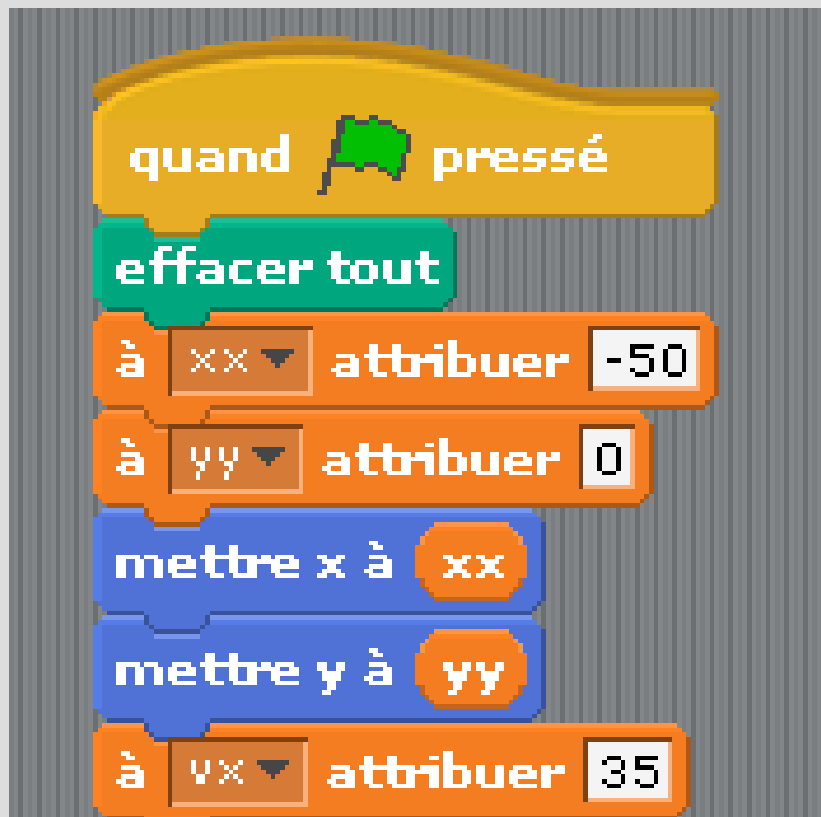 quand pressé
effacer tout
à xx attribuer -50
à yy attribuer 0
mettre x à xx
mettre y à yy
à vx attribuer 35